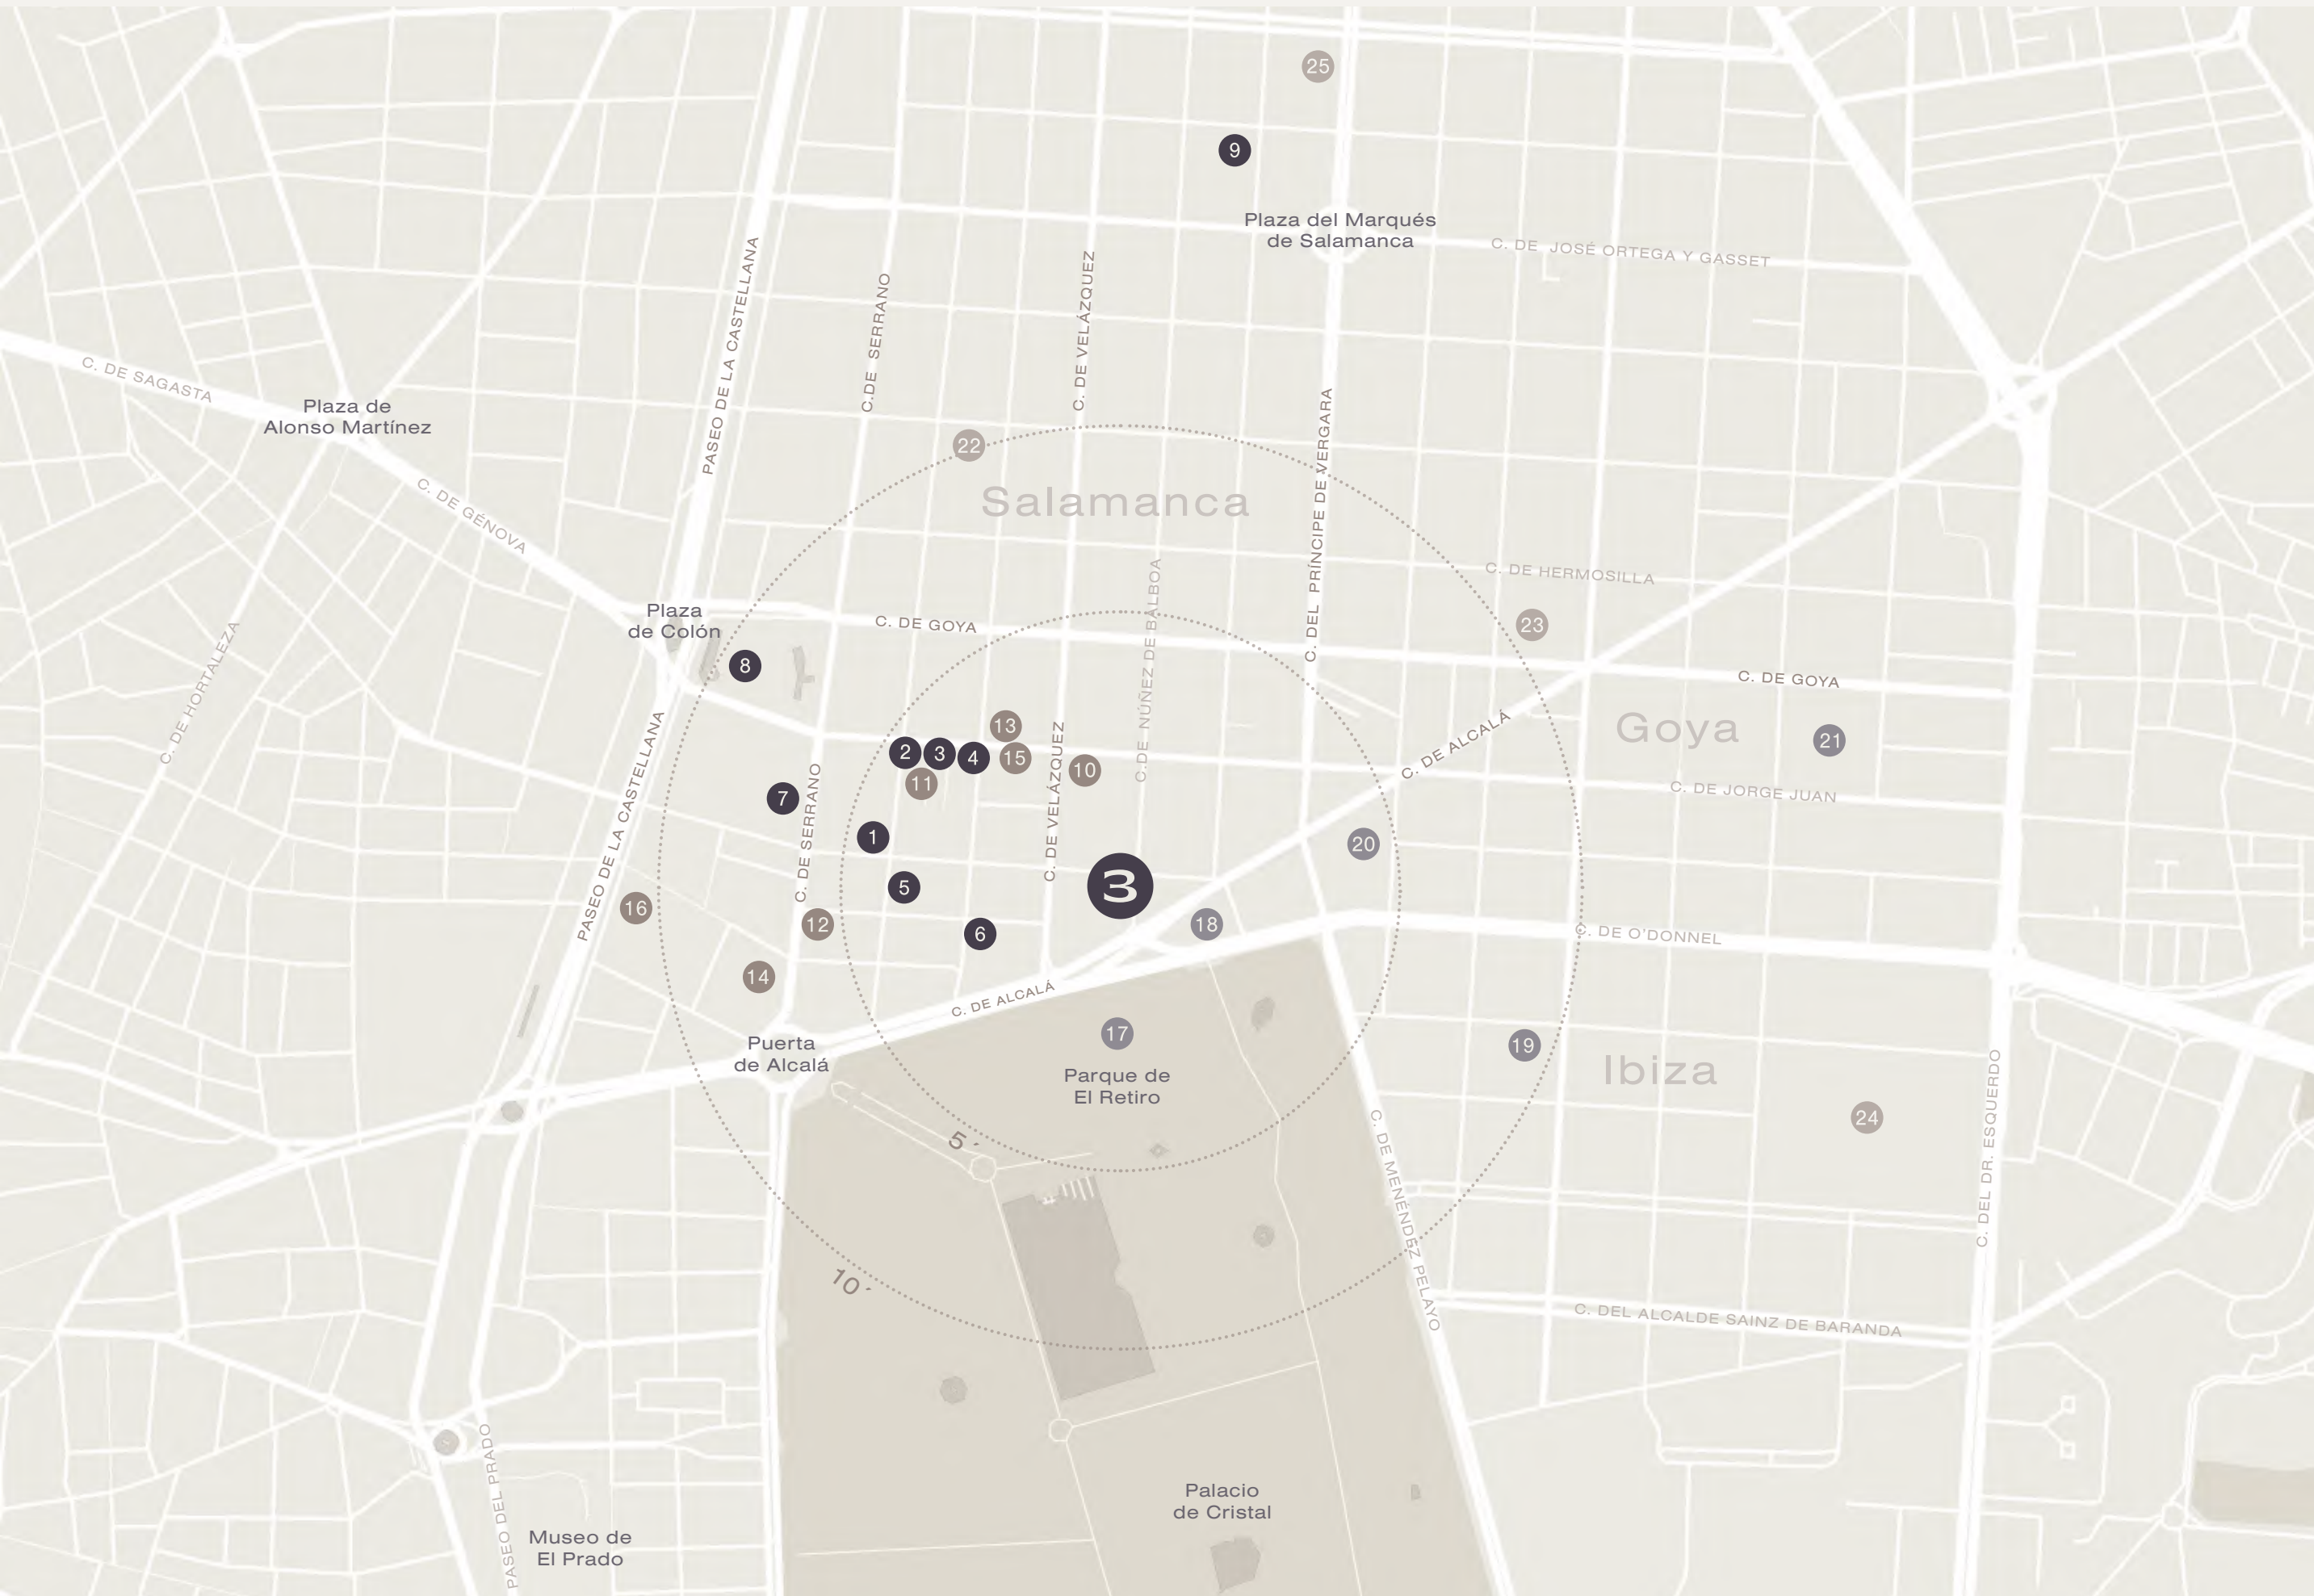 25
9
Plaza del Marqués
de Salamanca
C. DE JOSÉ ORTEGA Y GASSET
PASEO DE LA CASTELLANA
C.DE SERRANO
C. DE VELÁZQUEZ
C. DE SAGASTA
Plaza de
Alonso Martínez
C. DEL PRÍNCIPE DE VERGARA
22
Salamanca
C. DE GÉNOVA
C. DE HERMOSILLA
C.DE NÚÑEZ DE BALBOA
Plaza
de Colón
C. DE GOYA
23
C. DE HORTALEZA
8
C. DE GOYA
Goya
21
13
2
3
4
15
10
11
C. DE ALCALÁ
C. DE JORGE JUAN
PASEO DE LA CASTELLANA
7
C. DE SERRANO
C. DE VELÁZQUEZ
1
20
5
3
16
12
6
18
C. DE O'DONNEL
14
C. DE ALCALÁ
17
19
Puerta
de Alcalá
Parque de
El Retiro
Ibiza
24
5´
C. DE MENÉNDEZ PELAYO
C. DEL DR. ESQUERDO
10´
C. DEL ALCALDE SAINZ DE BARANDA
PASEO DEL PRADO
Museo de
El Prado
Palacio
de Cristal